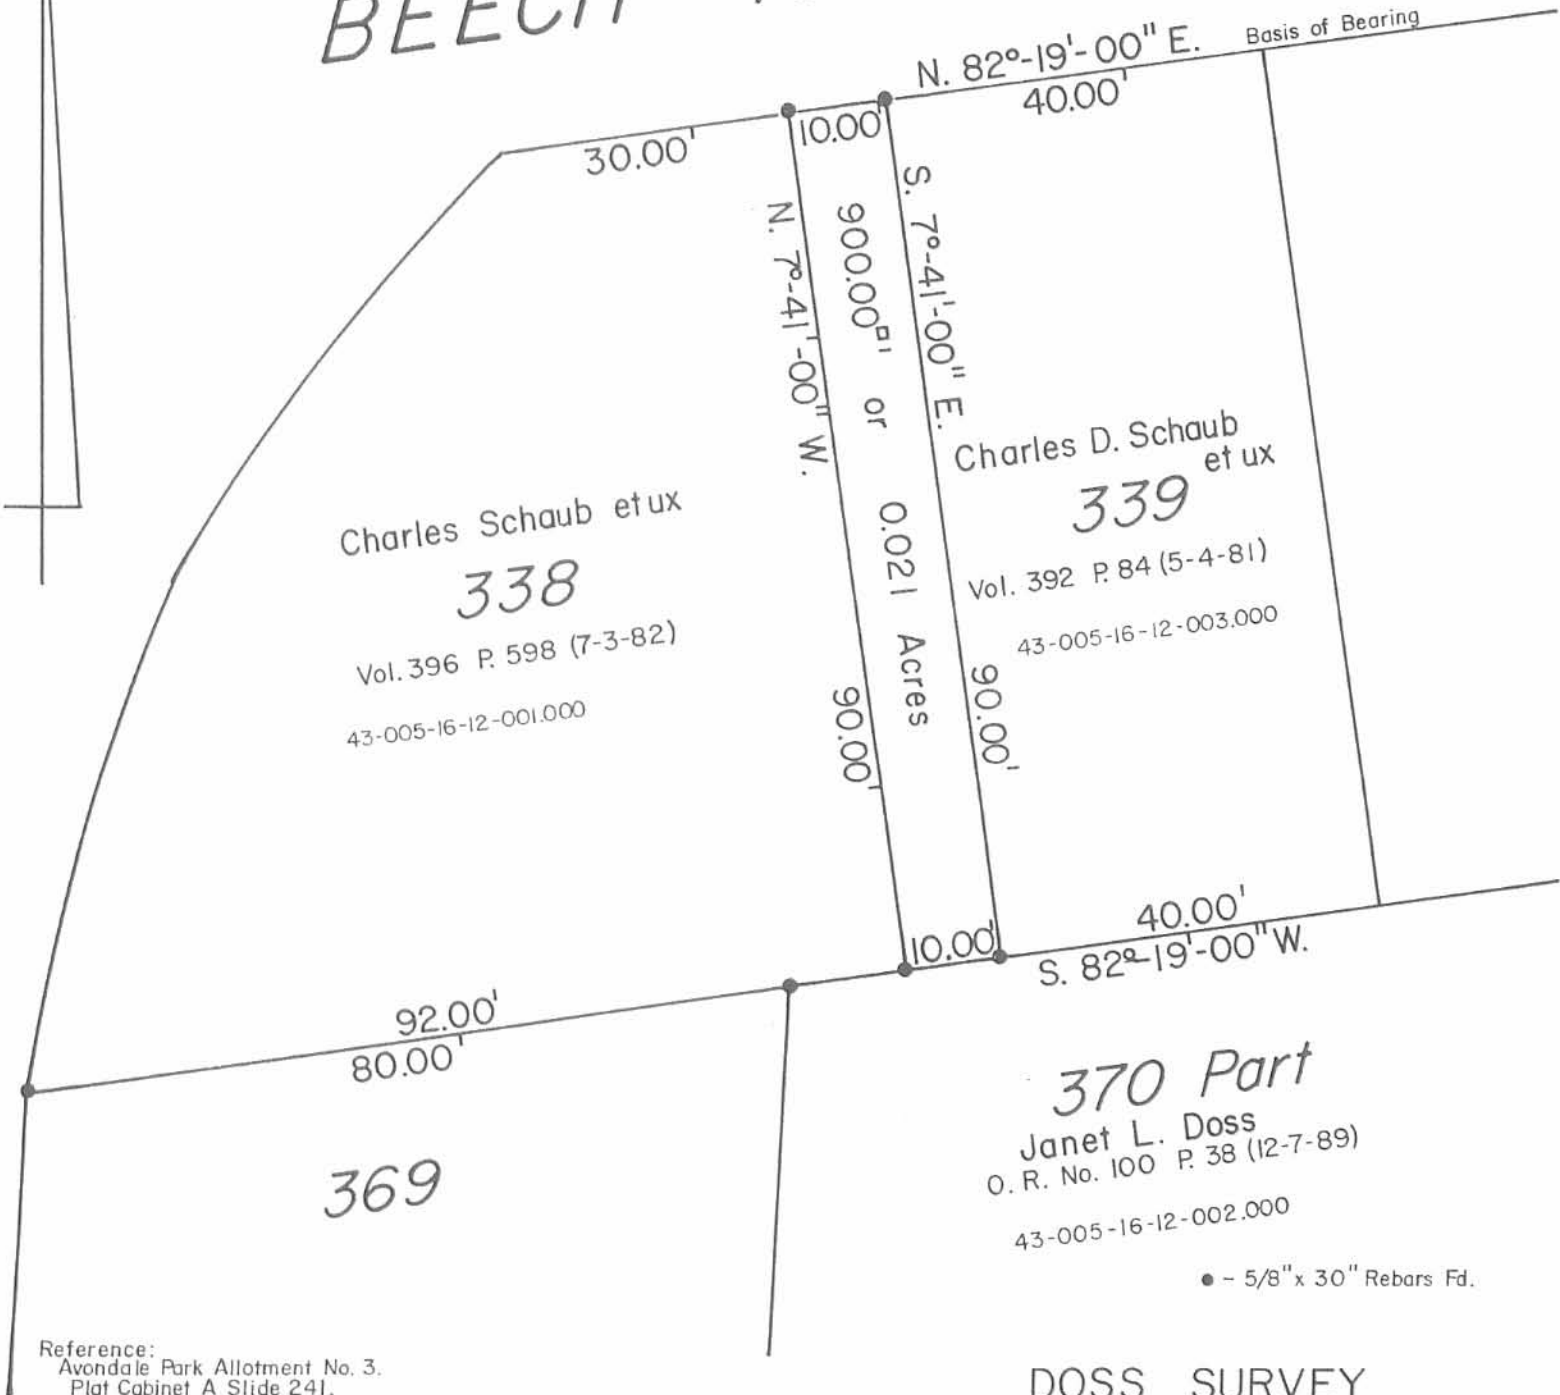 BEECH
N. 82°-19'-00" E.
Basis of Bearing
40.00'
10.00'
30.00'
N. 7°-41'-00" W.
900.00□' or 0.021 Acres
S. 7°-41'-00" E.
90.00'
90.00'
Charles Schaub et ux
338
Vol. 396 P. 598 (7-3-82)
43-005-16-12-001.000
Charles D. Schaub
et ux
339
Vol. 392 P. 84 (5-4-81)
43-005-16-12-003.000
10.00'
40.00'
S. 82°-19'-00" W.
92.00'
80.00'
369
370 Part
Janet L. Doss
O. R. No. 100 P. 38 (12-7-89)
43-005-16-12-002.000
● - 5/8" x 30" Rebars Fd.
Reference:
Avondale Park Allotment No. 3.
Plat Cabinet A Slide 241.
DOSS SURVEY